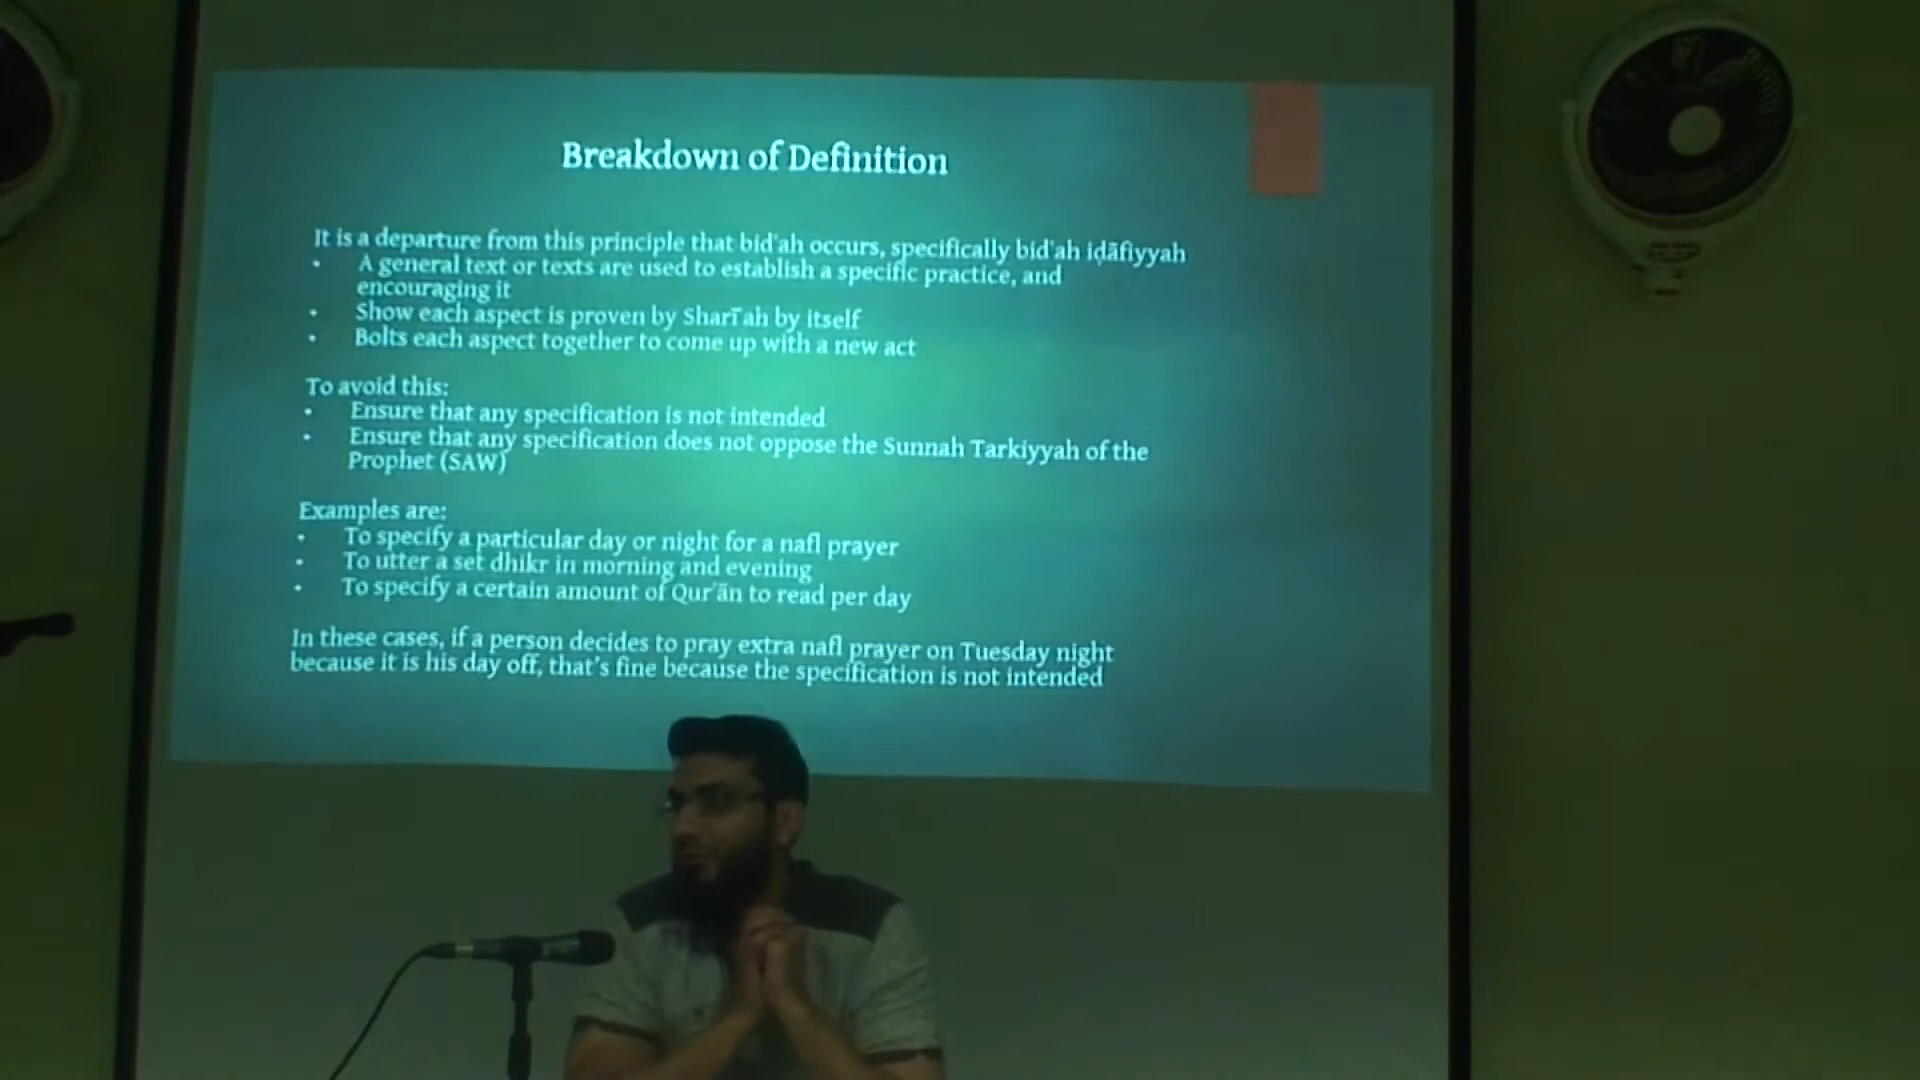 Breakdown of Definition
It is a departure from this principle that bid'ah occurs, specifically bid'ah iḍāfiyyah
• A general text or texts are used to establish a specific practice, and
encouraging it
• Show each aspect is proven by Sharī'ah by itself
• Bolts each aspect together to come up with a new act
To avoid this:
• Ensure that any specification is not intended
• Ensure that any specification does not oppose the Sunnah Tarkiyyah of the
Prophet (SAW)
Examples are:
• To specify a particular day or night for a nafl prayer
• To utter a set dhikr in morning and evening
• To specify a certain amount of Qur'ān to read per day
In these cases, if a person decides to pray extra nafl prayer on Tuesday night
because it is his day off, that's fine because the specification is not intended